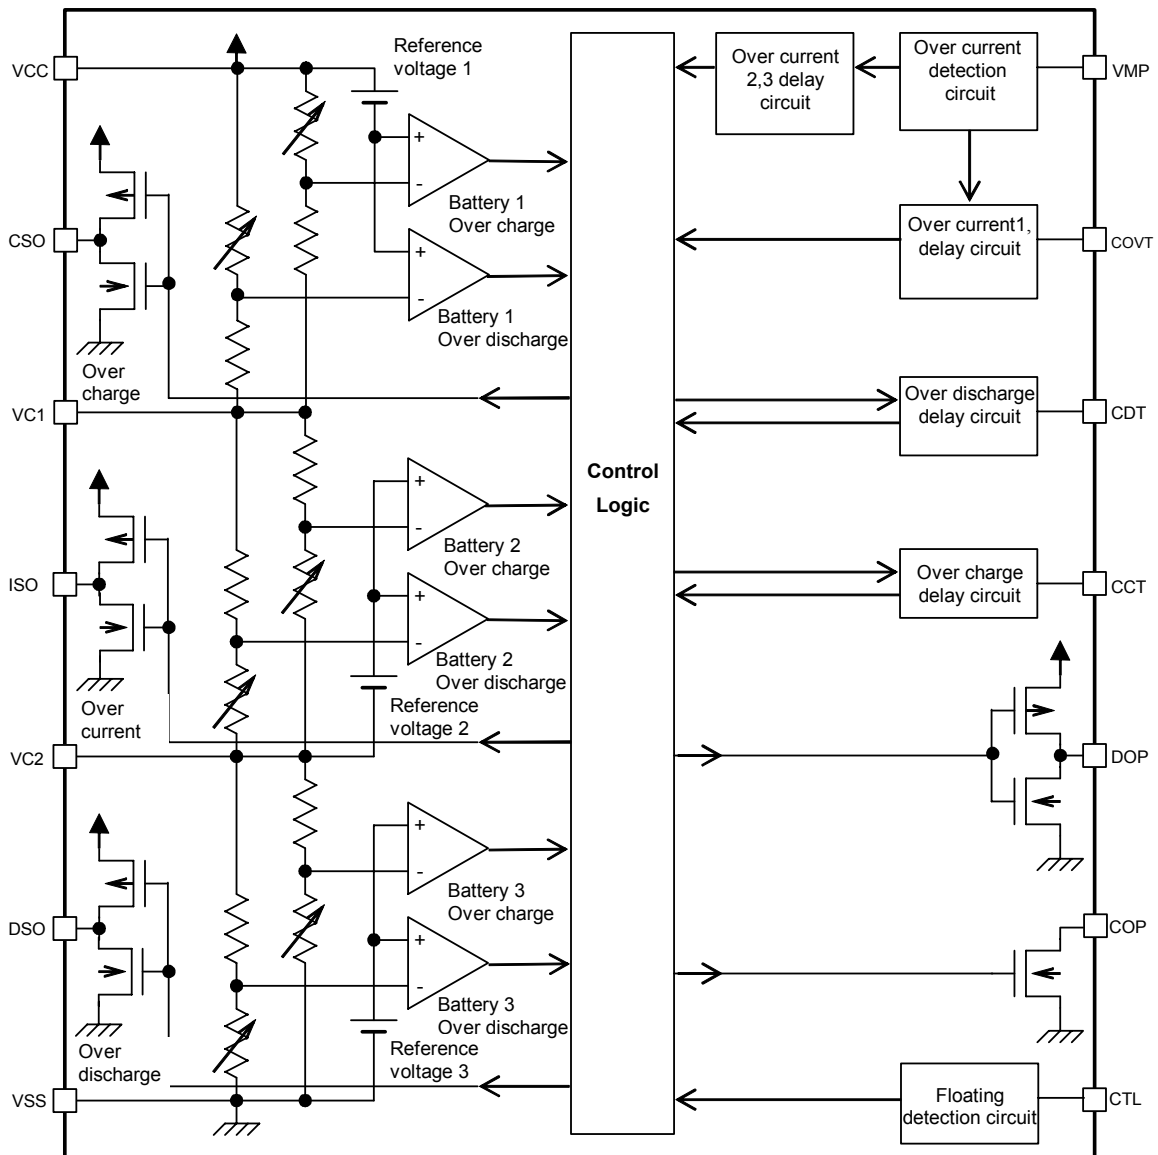 VCC
Reference
voltage 1
+
-
Battery 1
Over charge
CSO
+
-
Battery 1
Over discharge
Over
charge
VC1
+
-
Battery 2
Over charge
ISO
+
-
Battery 2
Over discharge
Over
current
Reference
voltage 2
VC2
+
-
Battery 3
Over charge
DSO
+
-
Battery 3
Over discharge
Over
discharge
Reference
voltage 3
VSS
Control
Logic
Over current
2,3 delay
circuit
Over current
detection
circuit
VMP
Over current1,
delay circuit
COVT
Over discharge
delay circuit
CDT
Over charge
delay circuit
CCT
DOP
COP
Floating
detection circuit
CTL